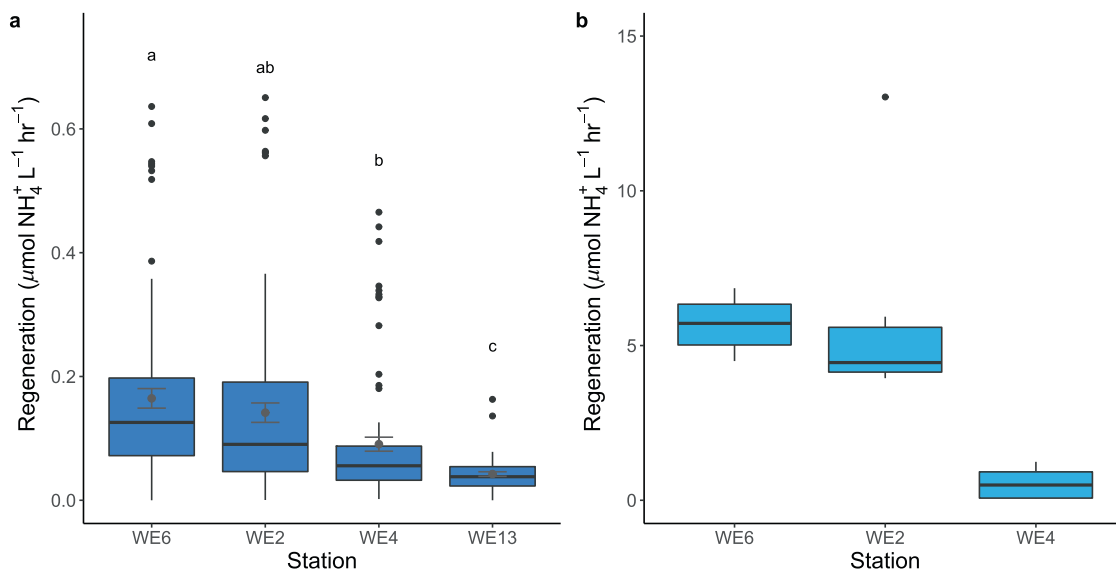 a
a
ab
b
c
0.6
0.4
0.2
0.0
Regeneration (μmol NH₄⁺ L⁻¹ hr⁻¹)
WE6 WE2 WE4 WE13
Station
b
15
10
5
0
Regeneration (μmol NH₄⁺ L⁻¹ hr⁻¹)
WE6 WE2 WE4
Station